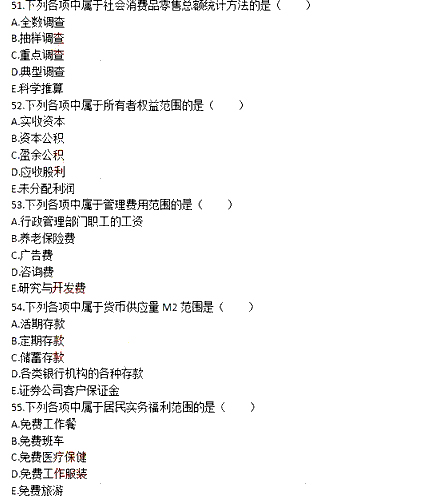 51.下列各项中属于社会消费品零售总额统计方法的是（　　）
A.全数调查
B.抽样调查
C.重点调查
D.典型调查
E.科学推算
52.下列各项中属于所有者权益范围的是（　　）
A.实收资本
B.资本公积
C.盈余公积
D.应收股利
E.未分配利润
53.下列各项中属于管理费用范围的是（　　）
A.行政管理部门职工的工资
B.养老保险费
C.广告费
D.咨询费
E.研究与开发费
54.下列各项中属于货币供应量 M2 范围是（　　）
A.活期存款
B.定期存款
C.储蓄存款
D.各类银行机构的各种存款
E.证券公司客户保证金
55.下列各项中属于居民实务福利范围的是（　　）
A.免费工作餐
B.免费班车
C.免费医疗保健
D.免费工作服装
E.免费旅游